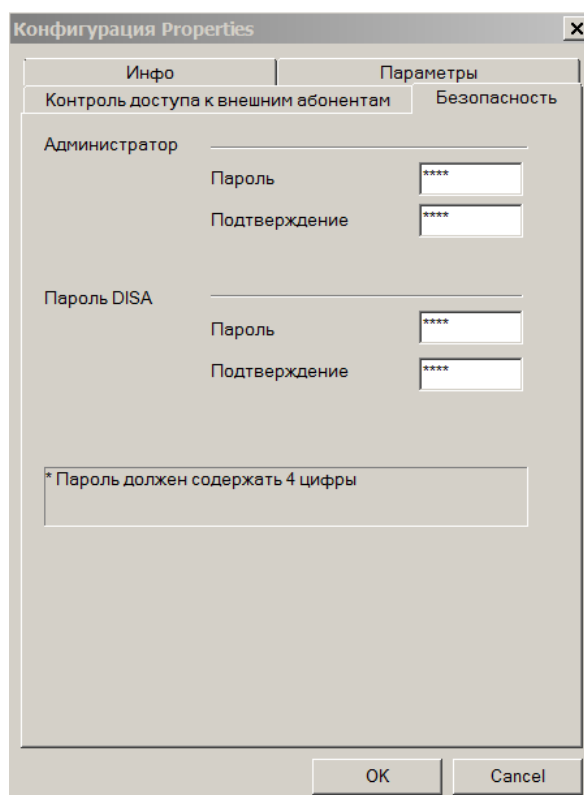 Конфигурация Properties
Инфо
Параметры
Контроль доступа к внешним абонентам
Безопасность
Администратор
Пароль
****
Подтверждение
****
Пароль DISA
Пароль
****
Подтверждение
****
* Пароль должен содержать 4 цифры
OK
Cancel